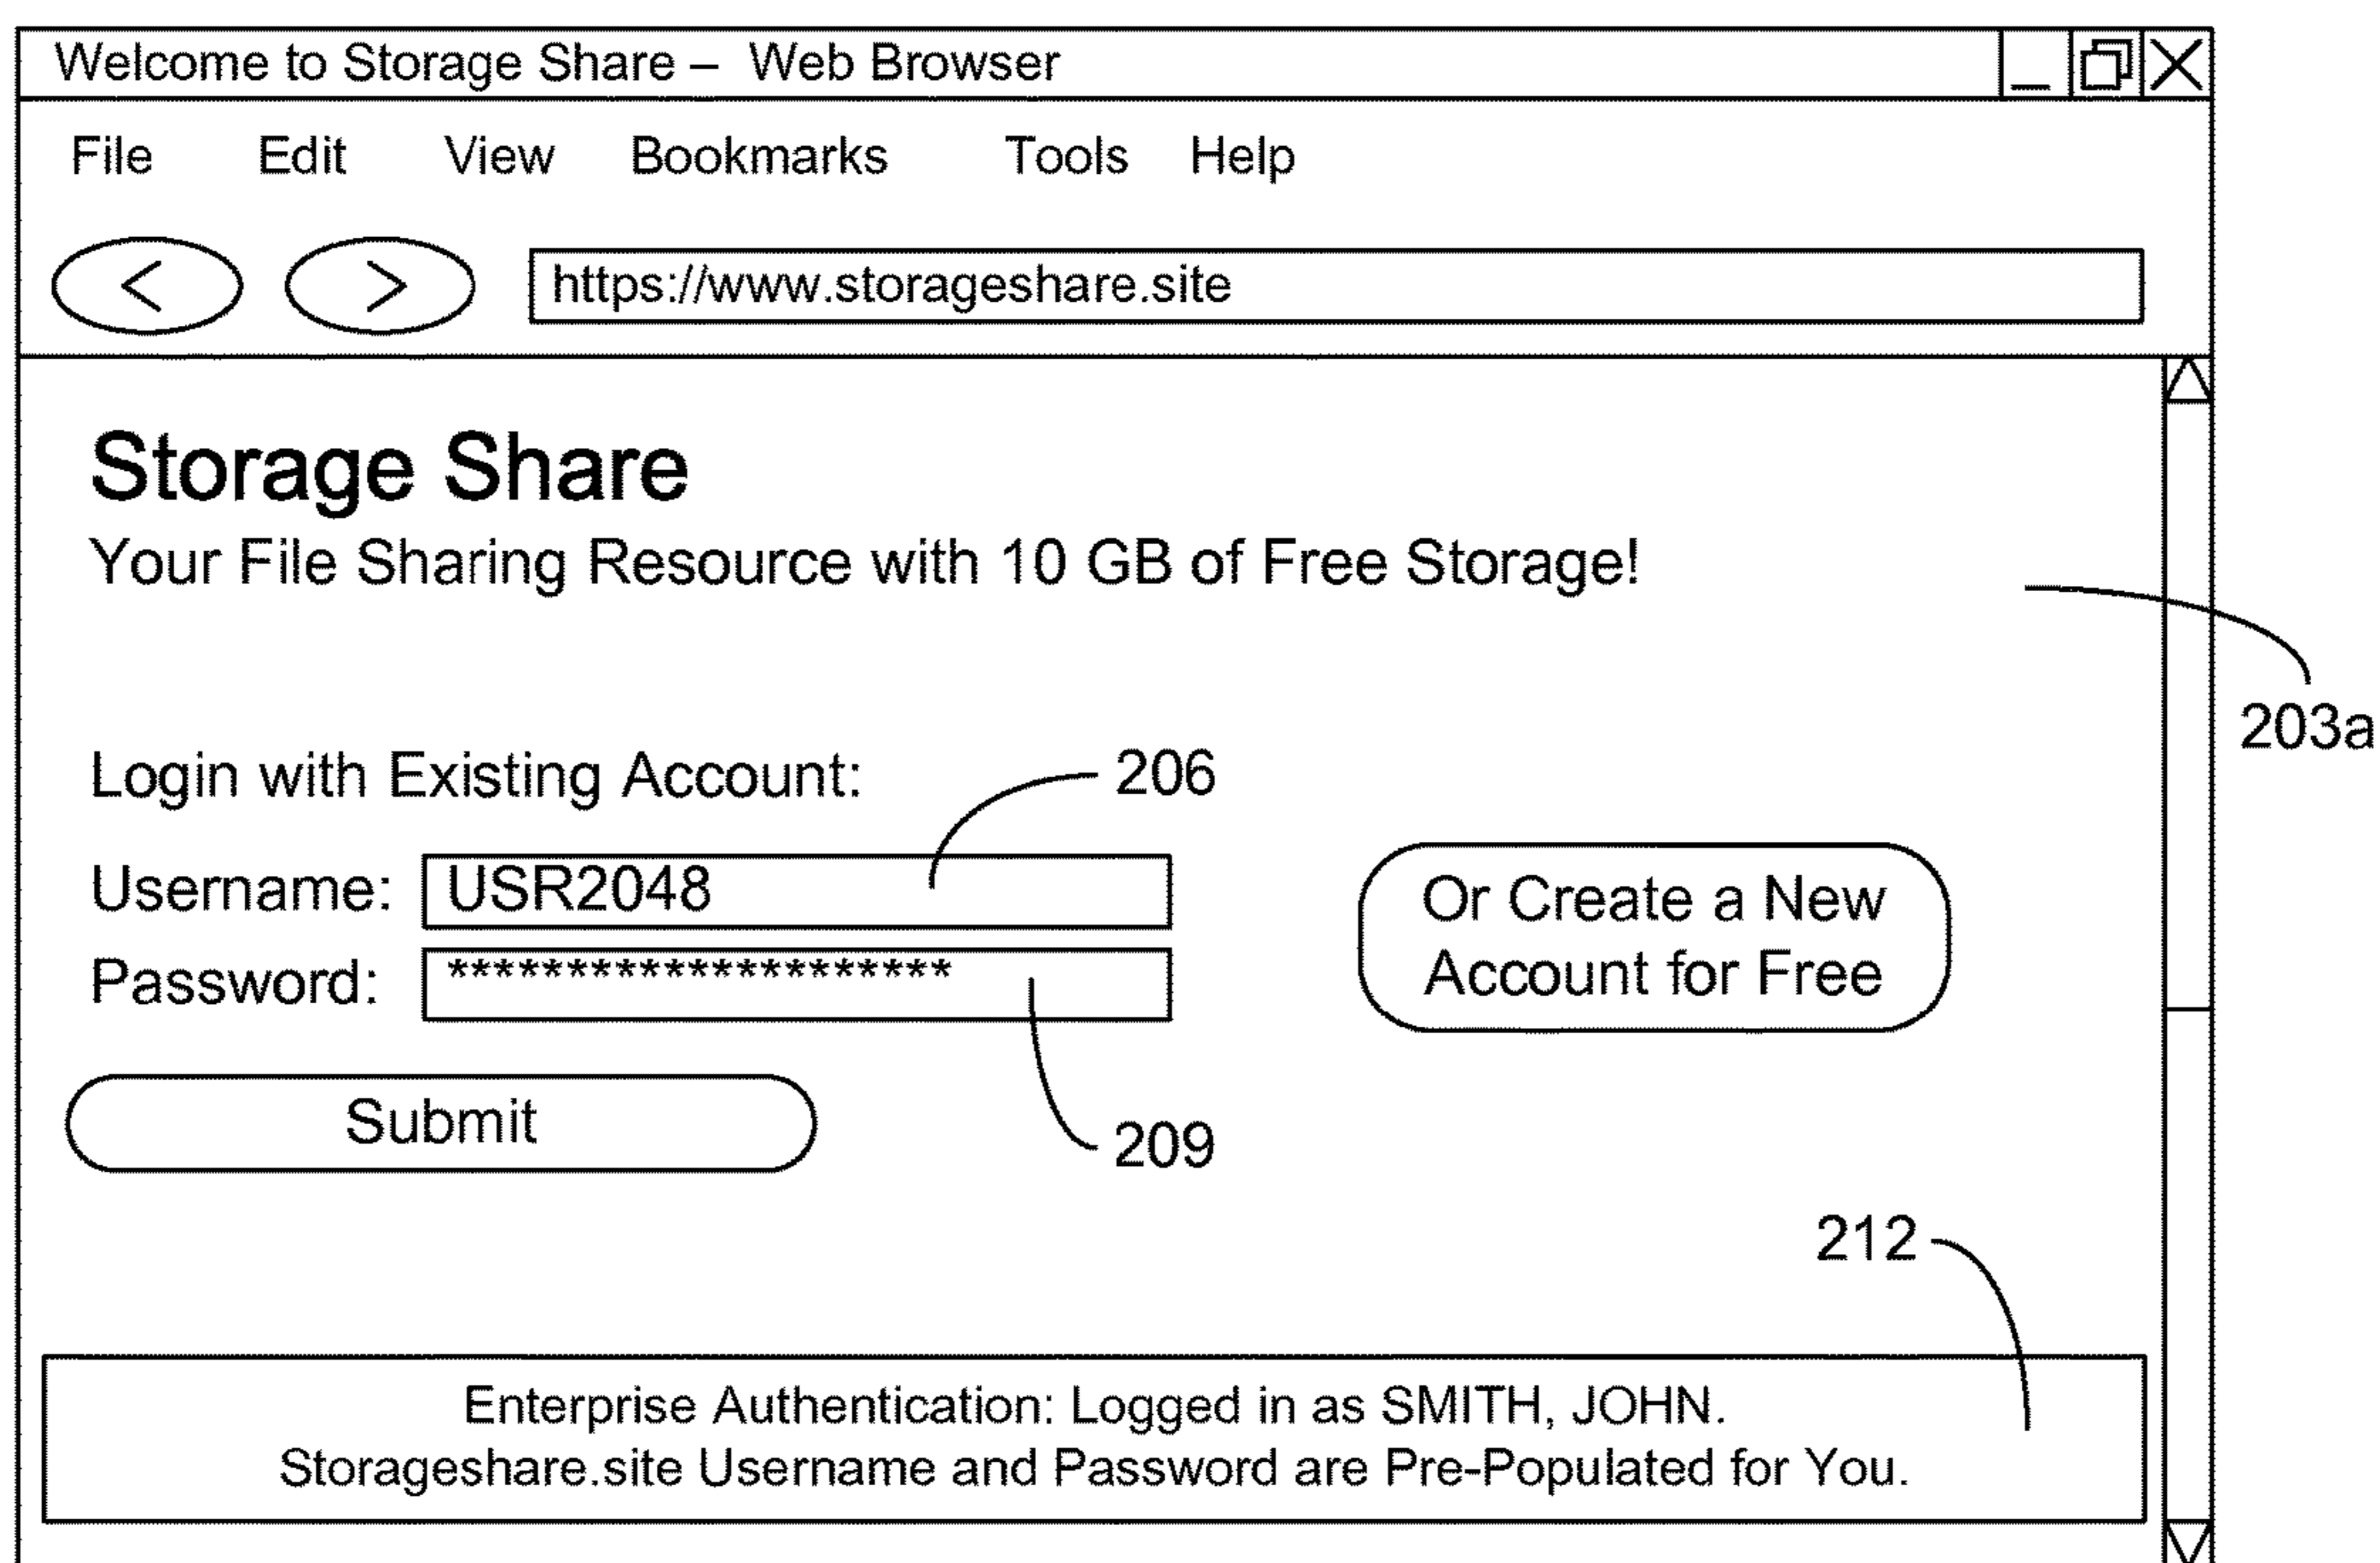 Welcome to Storage Share – Web Browser
File Edit View Bookmarks Tools Help
< > https://www.storageshare.site
Storage Share
Your File Sharing Resource with 10 GB of Free Storage!
203a
Login with Existing Account: 206
Username: USR2048
Password: *********************
Or Create a New
Account for Free
Submit
209
212
Enterprise Authentication: Logged in as SMITH, JOHN.
Storageshare.site Username and Password are Pre-Populated for You.